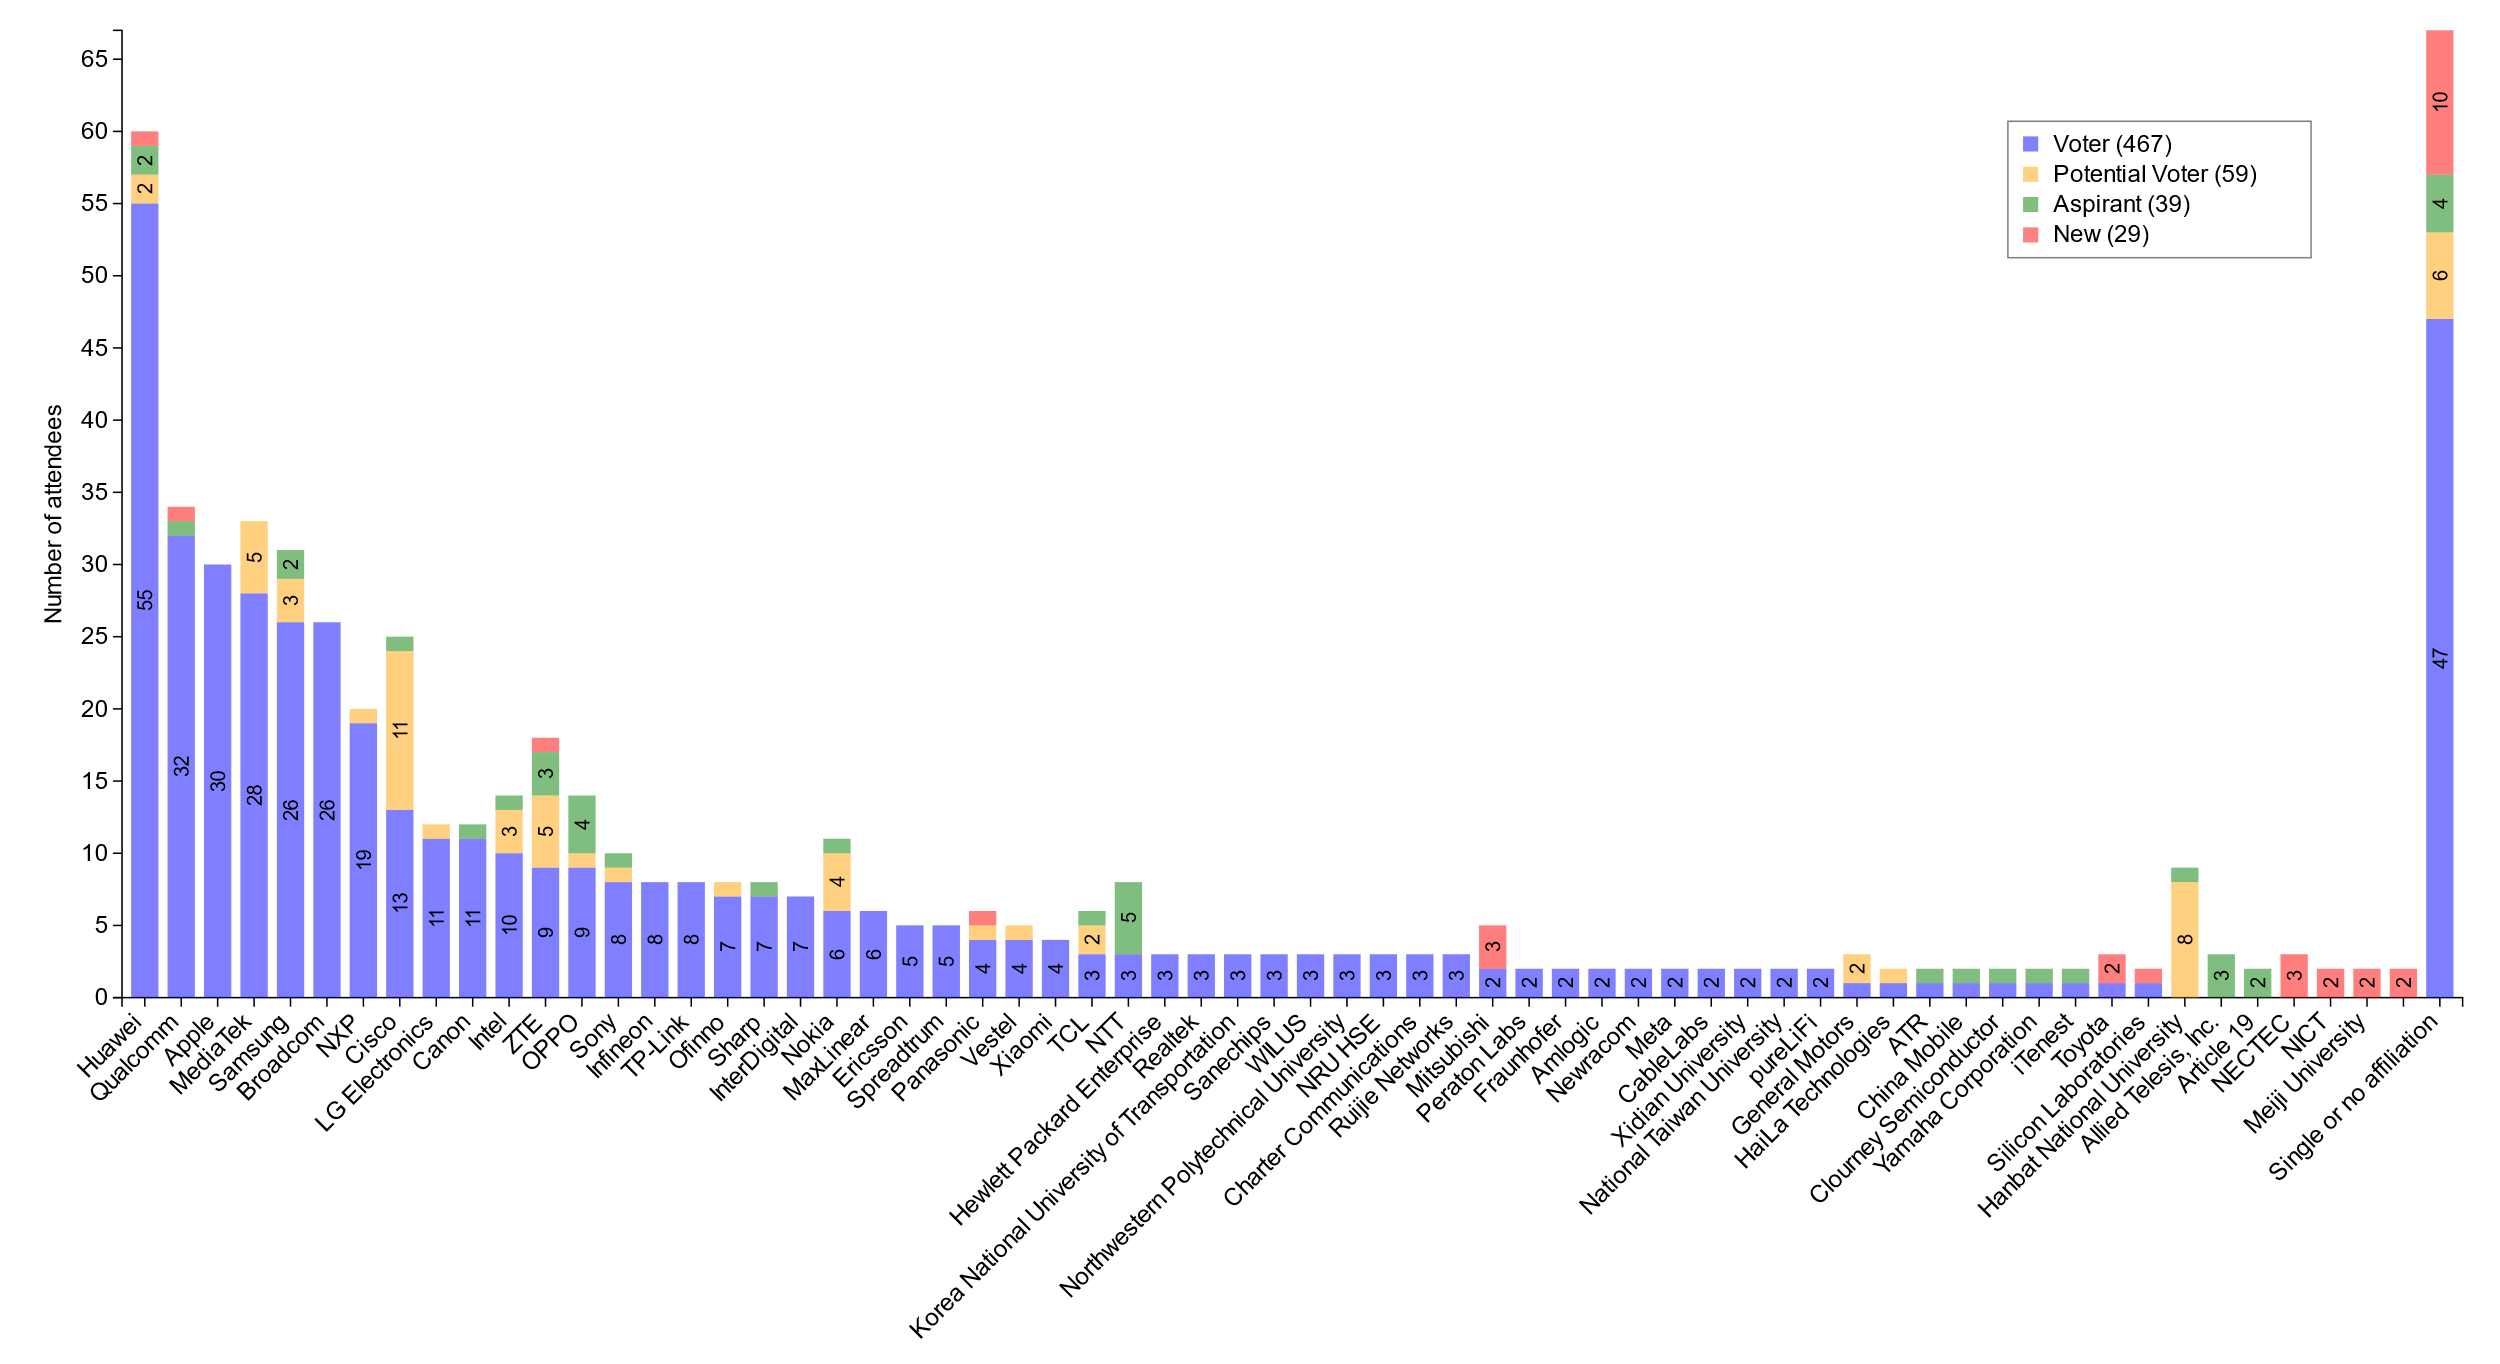 Number of attendees
65
60
55
50
45
40
35
30
25
20
15
10
5
0
Voter (467)
Potential Voter (59)
Aspirant (39)
New (29)
55
2
2
32
30
28
5
26
3
2
26
19
13
11
11
11
10
3
9
5
3
9
4
8
8
8
7
7
7
6
4
6
5
5
4
4
4
3
2
3
5
3
3
3
3
3
3
3
3
3
2
3
2
2
2
2
2
2
2
2
2
2
2
8
3
2
3
2
2
2
47
6
4
10
Huawei
Qualcomm
Apple
MediaTek
Samsung
Broadcom
NXP
Cisco
LG Electronics
Canon
Intel
ZTE
OPPO
Sony
Infineon
TP-Link
Ofinno
Sharp
InterDigital
Nokia
MaxLinear
Ericsson
Spreadtrum
Panasonic
Vestel
Xiaomi
TCL
NTT
Hewlett Packard Enterprise
Realtek
Korea National University of Transportation
Sanechips
WILUS
Northwestern Polytechnical University
NRU HSE
Charter Communications
Ruijie Networks
Mitsubishi
Peraton Labs
Fraunhofer
Amlogic
Newracom
Meta
CableLabs
Xidian University
National Taiwan University
pureLiFi
General Motors
HaiLa Technologies
ATR
China Mobile
Clourney Semiconductor
Yamaha Corporation
iTenest
Toyota
Silicon Laboratories
Hanbat National University
Allied Telesis, Inc.
Article 19
NECTEC
NICT
Meiji University
Single or no affiliation